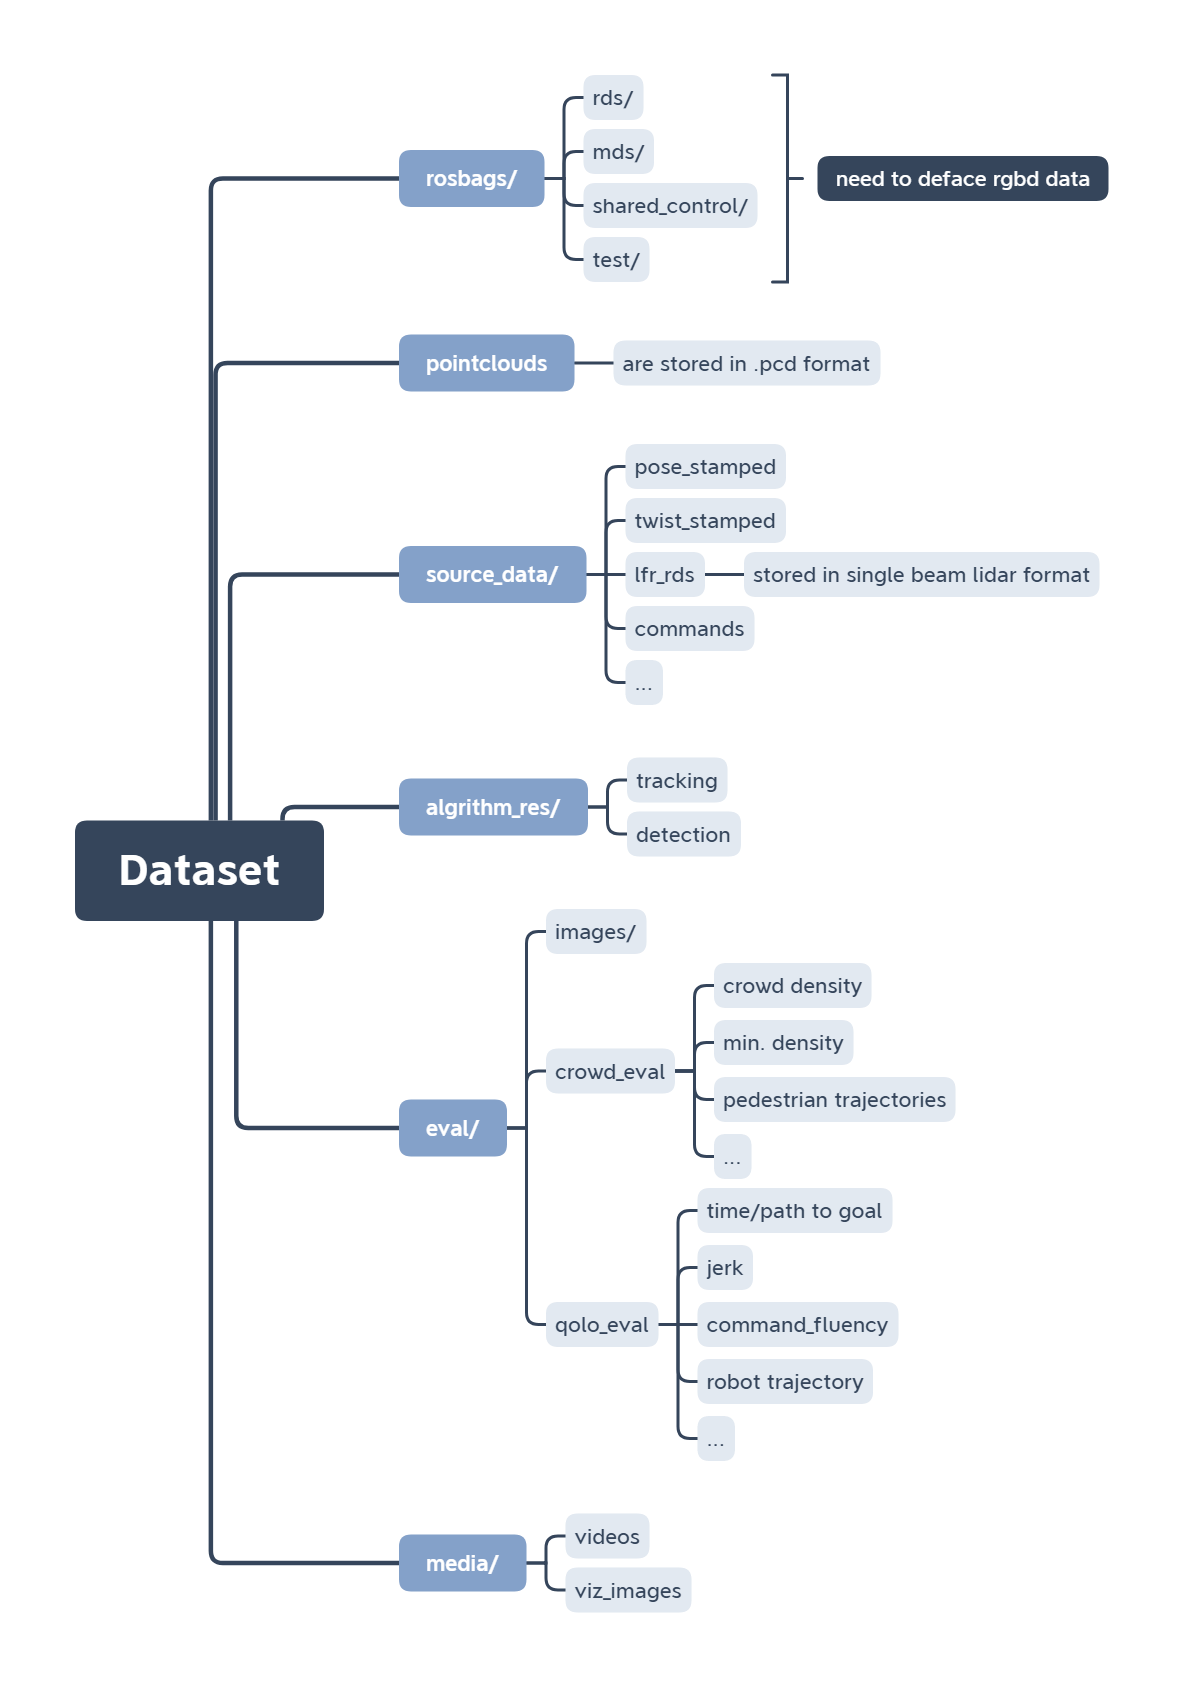 rds/
mds/
rosbags/
need to deface rgbd data
shared_control/
test/
pointclouds
are stored in .pcd format
pose_stamped
twist_stamped
source_data/
lfr_rds
stored in single beam lidar format
commands
...
tracking
algrithm_res/
detection
Dataset
images/
crowd density
min. density
crowd_eval
pedestrian trajectories
eval/
...
time/path to goal
jerk
qolo_eval
command_fluency
robot trajectory
...
videos
media/
viz_images